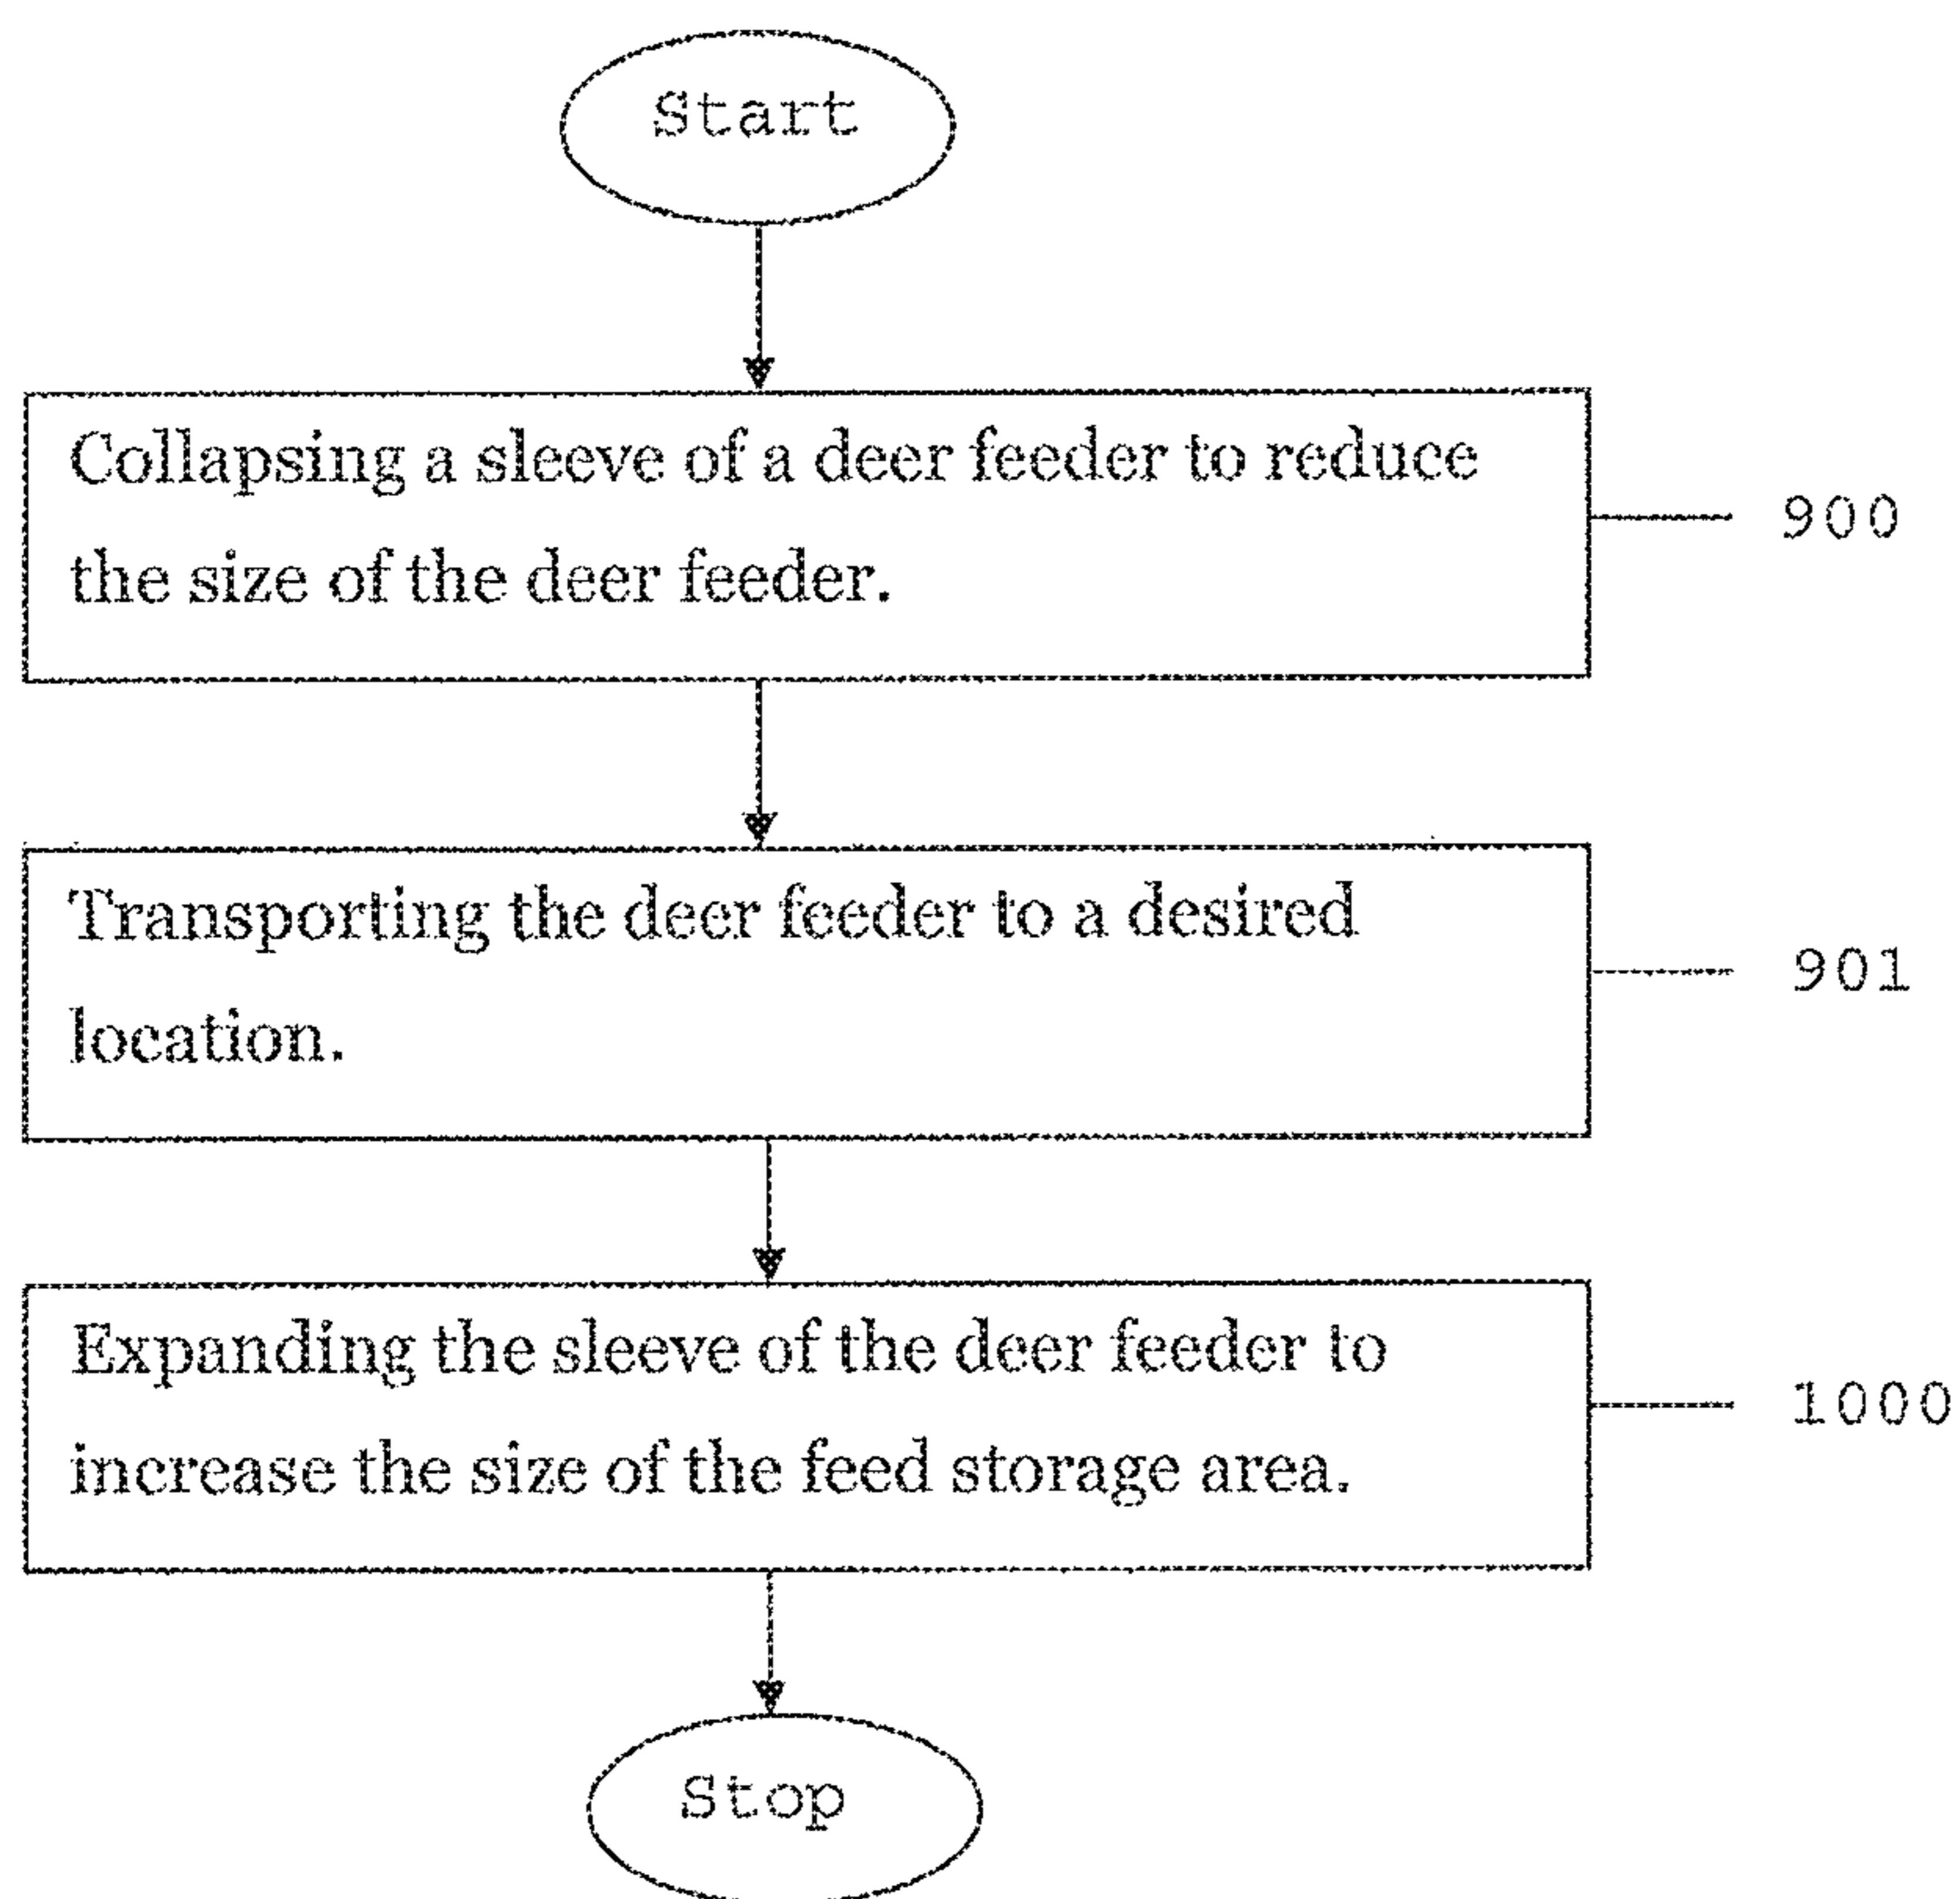 Start
Collapsing a sleeve of a deer feeder to reduce
the size of the deer feeder.
900
Transporting the deer feeder to a desired
location.
901
Expanding the sleeve of the deer feeder to
increase the size of the feed storage area.
1000
Stop